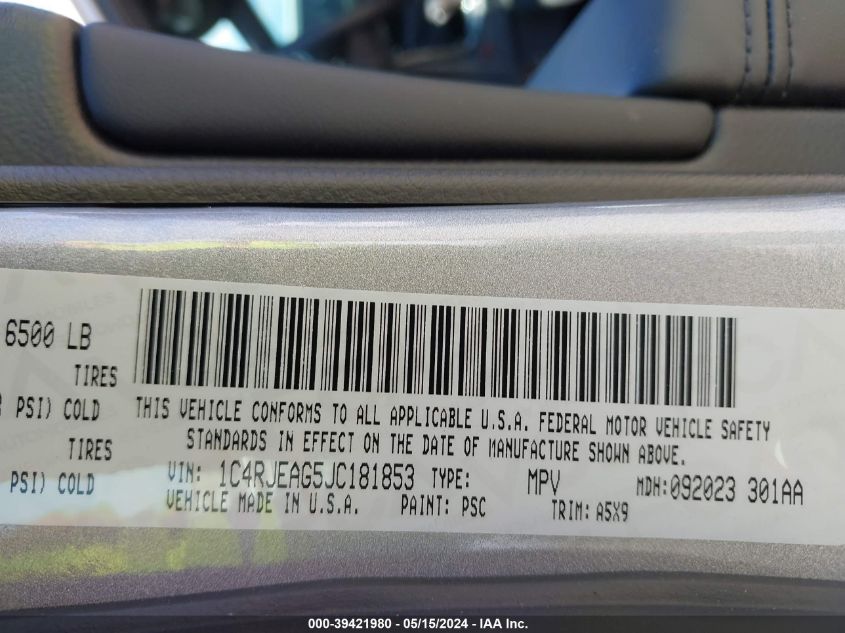 6500 LB
TIRES
PSI) COLD
THIS VEHICLE CONFORMS TO ALL APPLICABLE U.S.A. FEDERAL MOTOR VEHICLE SAFETY
STANDARDS IN EFFECT ON THE DATE OF MANUFACTURE SHOWN ABOVE.
TIRES
PSI) COLD
VIN: 1C4RJEAG5JC181853 TYPE: MPV MDH:092023 301AA
VEHICLE MADE IN U.S.A. PAINT: PSC TRIM: A5X9
000-39421980 - 05/15/2024 - IAA Inc.